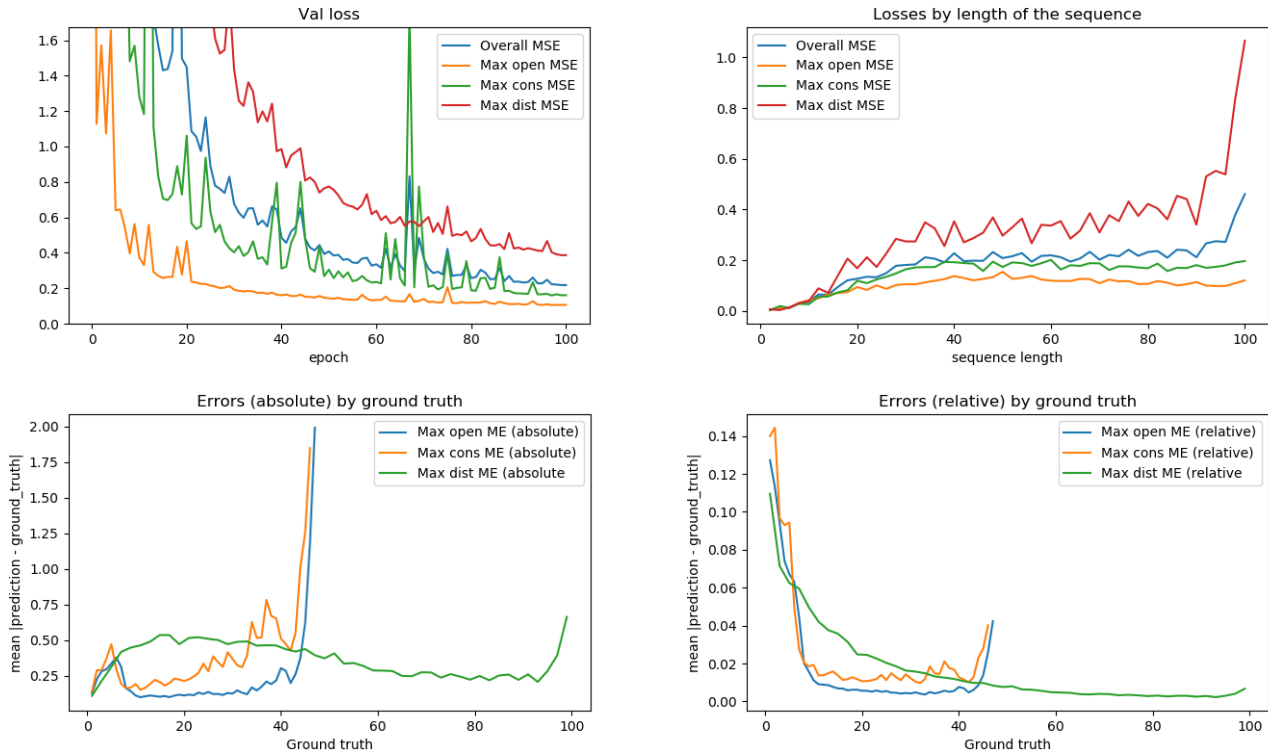 Val loss
1.6
1.4
1.2
1.0
0.8
0.6
0.4
0.2
0.0
0 20 40 60 80 100
epoch
Overall MSE
Max open MSE
Max cons MSE
Max dist MSE
Losses by length of the sequence
1.0
0.8
0.6
0.4
0.2
0.0
0 20 40 60 80 100
sequence length
Overall MSE
Max open MSE
Max cons MSE
Max dist MSE
Errors (absolute) by ground truth
mean |prediction - ground_truth|
2.00
1.75
1.50
1.25
1.00
0.75
0.50
0.25
0 20 40 60 80 100
Ground truth
Max open ME (absolute)
Max cons ME (absolute)
Max dist ME (absolute
Errors (relative) by ground truth
mean |prediction - ground_truth|
0.14
0.12
0.10
0.08
0.06
0.04
0.02
0.00
0 20 40 60 80 100
Ground truth
Max open ME (relative)
Max cons ME (relative)
Max dist ME (relative